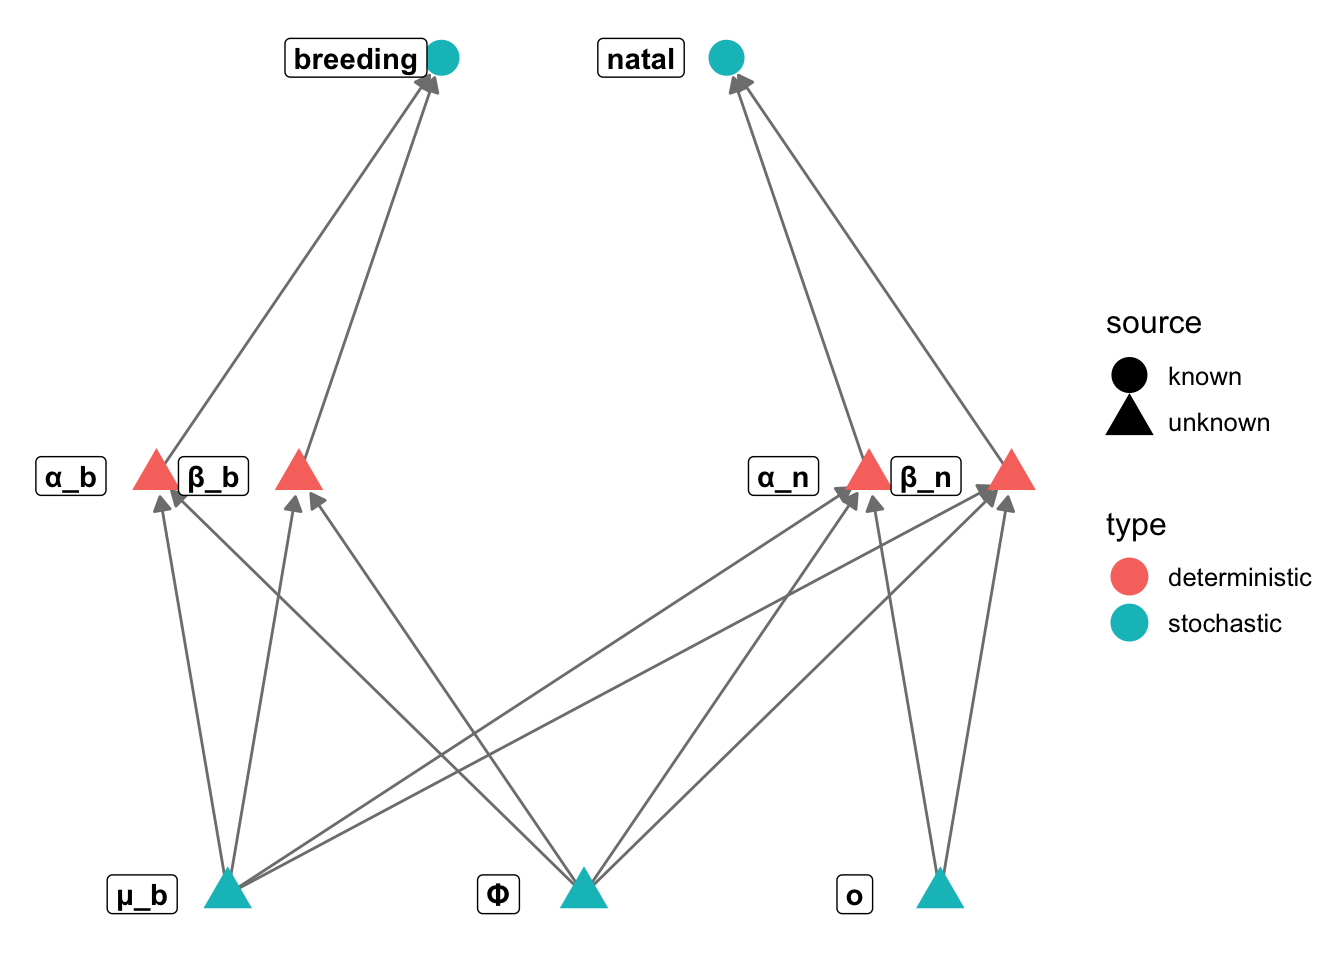 breeding
natal
source
known
unknown
α_b
β_b
α_n
β_n
type
deterministic
stochastic
μ_b
Φ
o